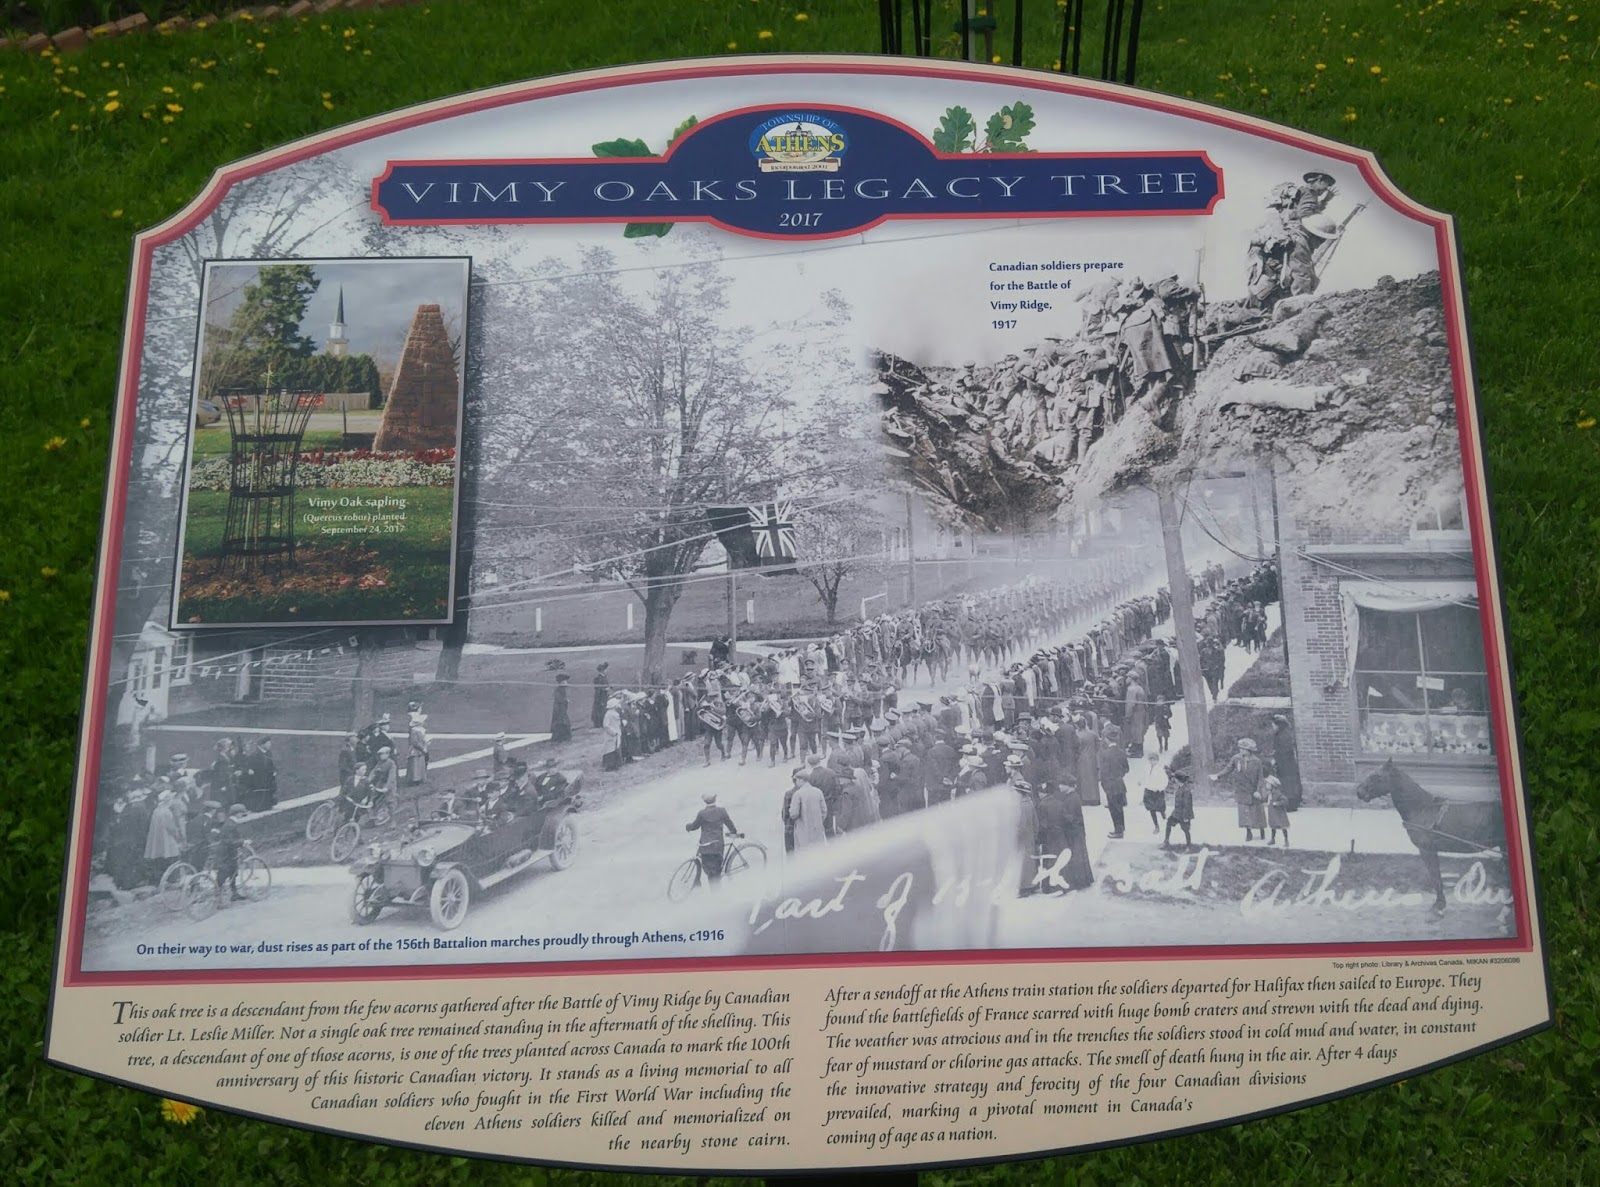 TOWNSHIP OF
ATHENS
Incorporated 2001
VIMY OAKS LEGACY TREE
2017
Canadian soldiers prepare
for the Battle of
Vimy Ridge,
1917
Vimy Oak sapling
(Quercus robur) planted
September 24, 2017
Part of 156th Batt. Athens Ont
On their way to war, dust rises as part of the 156th Battalion marches proudly through Athens, c1916
Top right photo: Library & Archives Canada, MIKAN #3206096
This oak tree is a descendant from the few acorns gathered after the Battle of Vimy Ridge by Canadian
soldier Lt. Leslie Miller. Not a single oak tree remained standing in the aftermath of the shelling. This
tree, a descendant of one of those acorns, is one of the trees planted across Canada to mark the 100th
anniversary of this historic Canadian victory. It stands as a living memorial to all
Canadian soldiers who fought in the First World War including the
eleven Athens soldiers killed and memorialized on
the nearby stone cairn.
After a sendoff at the Athens train station the soldiers departed for Halifax then sailed to Europe. They
found the battlefields of France scarred with huge bomb craters and strewn with the dead and dying.
The weather was atrocious and in the trenches the soldiers stood in cold mud and water, in constant
fear of mustard or chlorine gas attacks. The smell of death hung in the air. After 4 days
the innovative strategy and ferocity of the four Canadian divisions
prevailed, marking a pivotal moment in Canada's
coming of age as a nation.